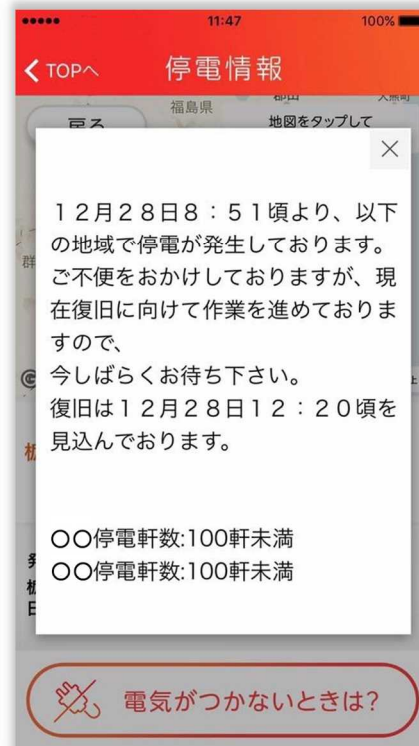 11:47
100%
TOPへ
停電情報
福島県
郡山
大熊町
戻る
地図をタップして
１２月２８日８：５１頃より、以下
の地域で停電が発生しております。
ご不便をおかけしておりますが、現
在復旧に向けて作業を進めておりま
すので、
今しばらくお待ち下さい。
復旧は１２月２８日１２：２０頃を
見込んでおります。
群
〇〇停電軒数:100軒未満
〇〇停電軒数:100軒未満
電気がつかないときは?